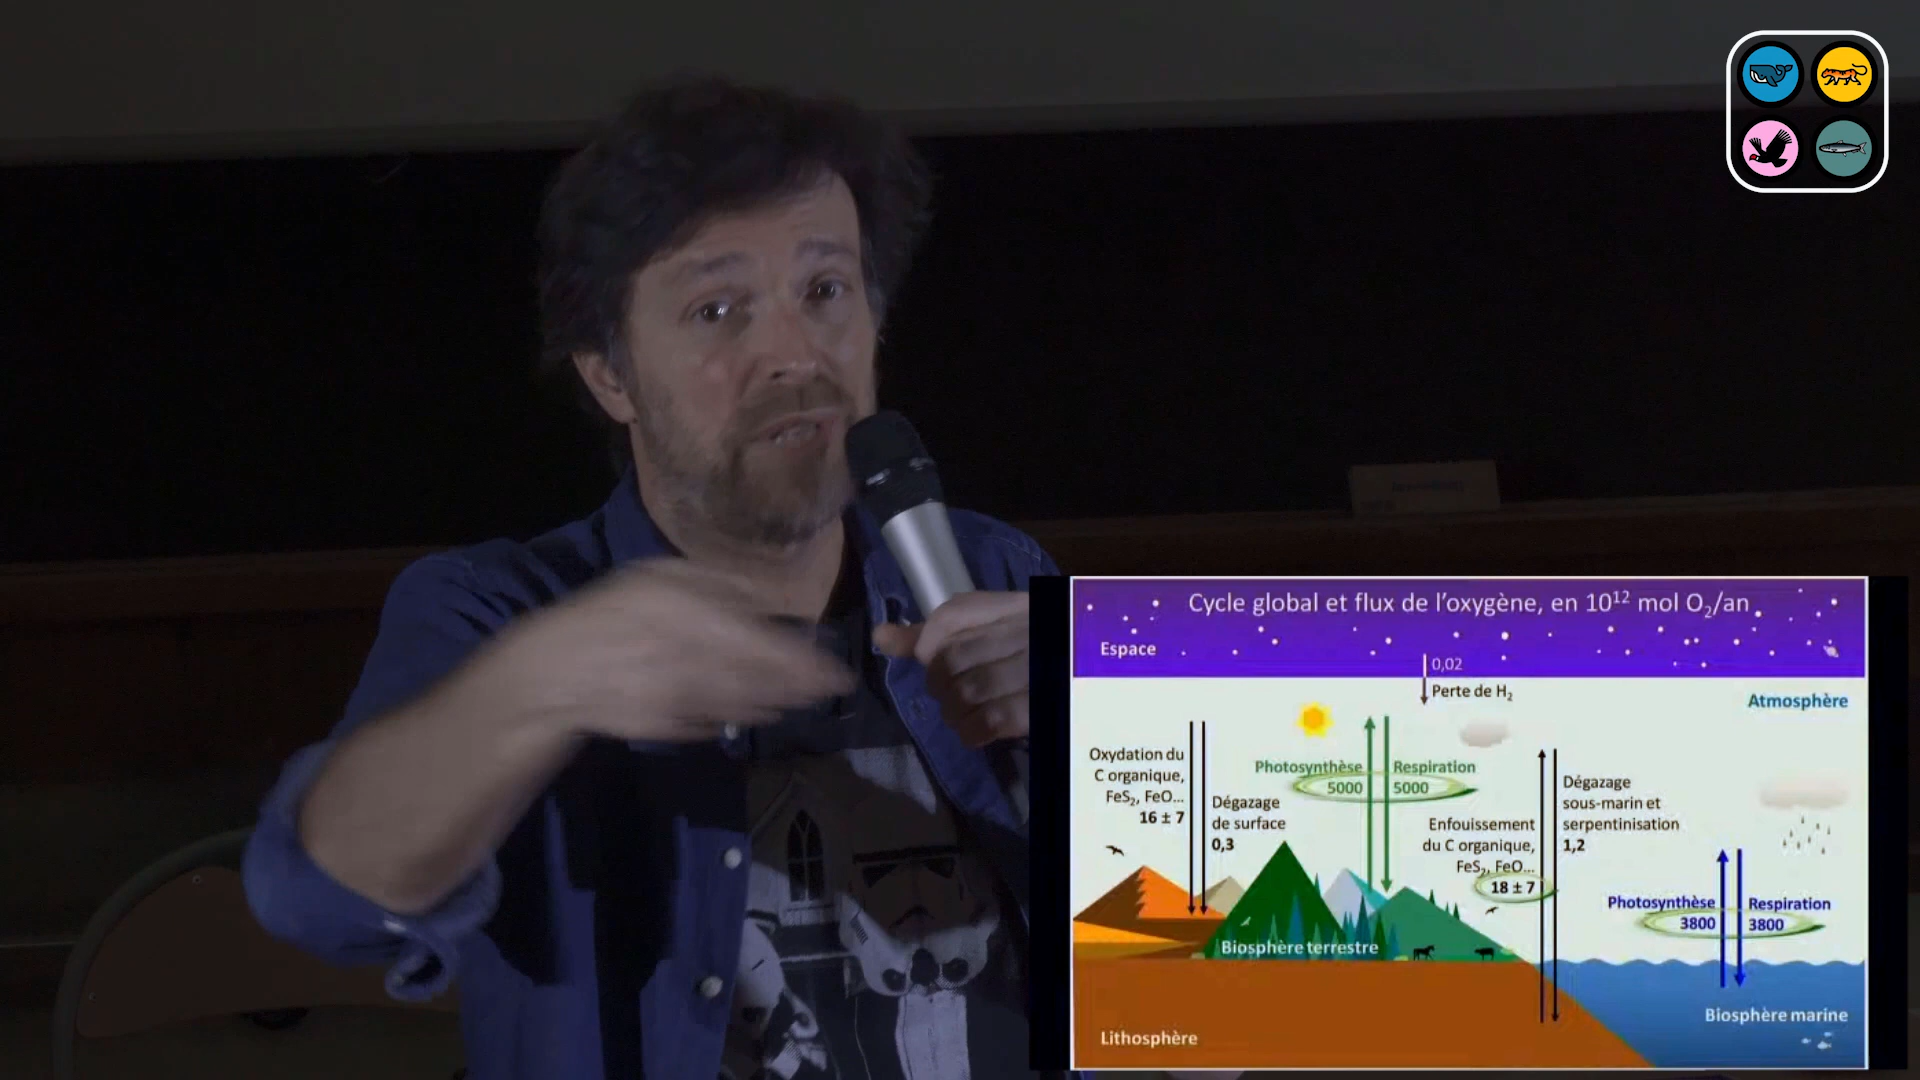 Cycle global et flux de l'oxygène, en 10¹² mol O₂/an
Espace
0,02
Perte de H₂
Atmosphère
Oxydation du
C organique,
FeS₂, FeO...
16 ± 7
Dégazage
de surface
0,3
Photosynthèse
5000
Respiration
5000
Enfouissement
du C organique,
FeS₂, FeO...
18 ± 7
Dégazage
sous-marin et
serpentinisation
1,2
Photosynthèse
3800
Respiration
3800
Biosphère terrestre
Biosphère marine
Lithosphère